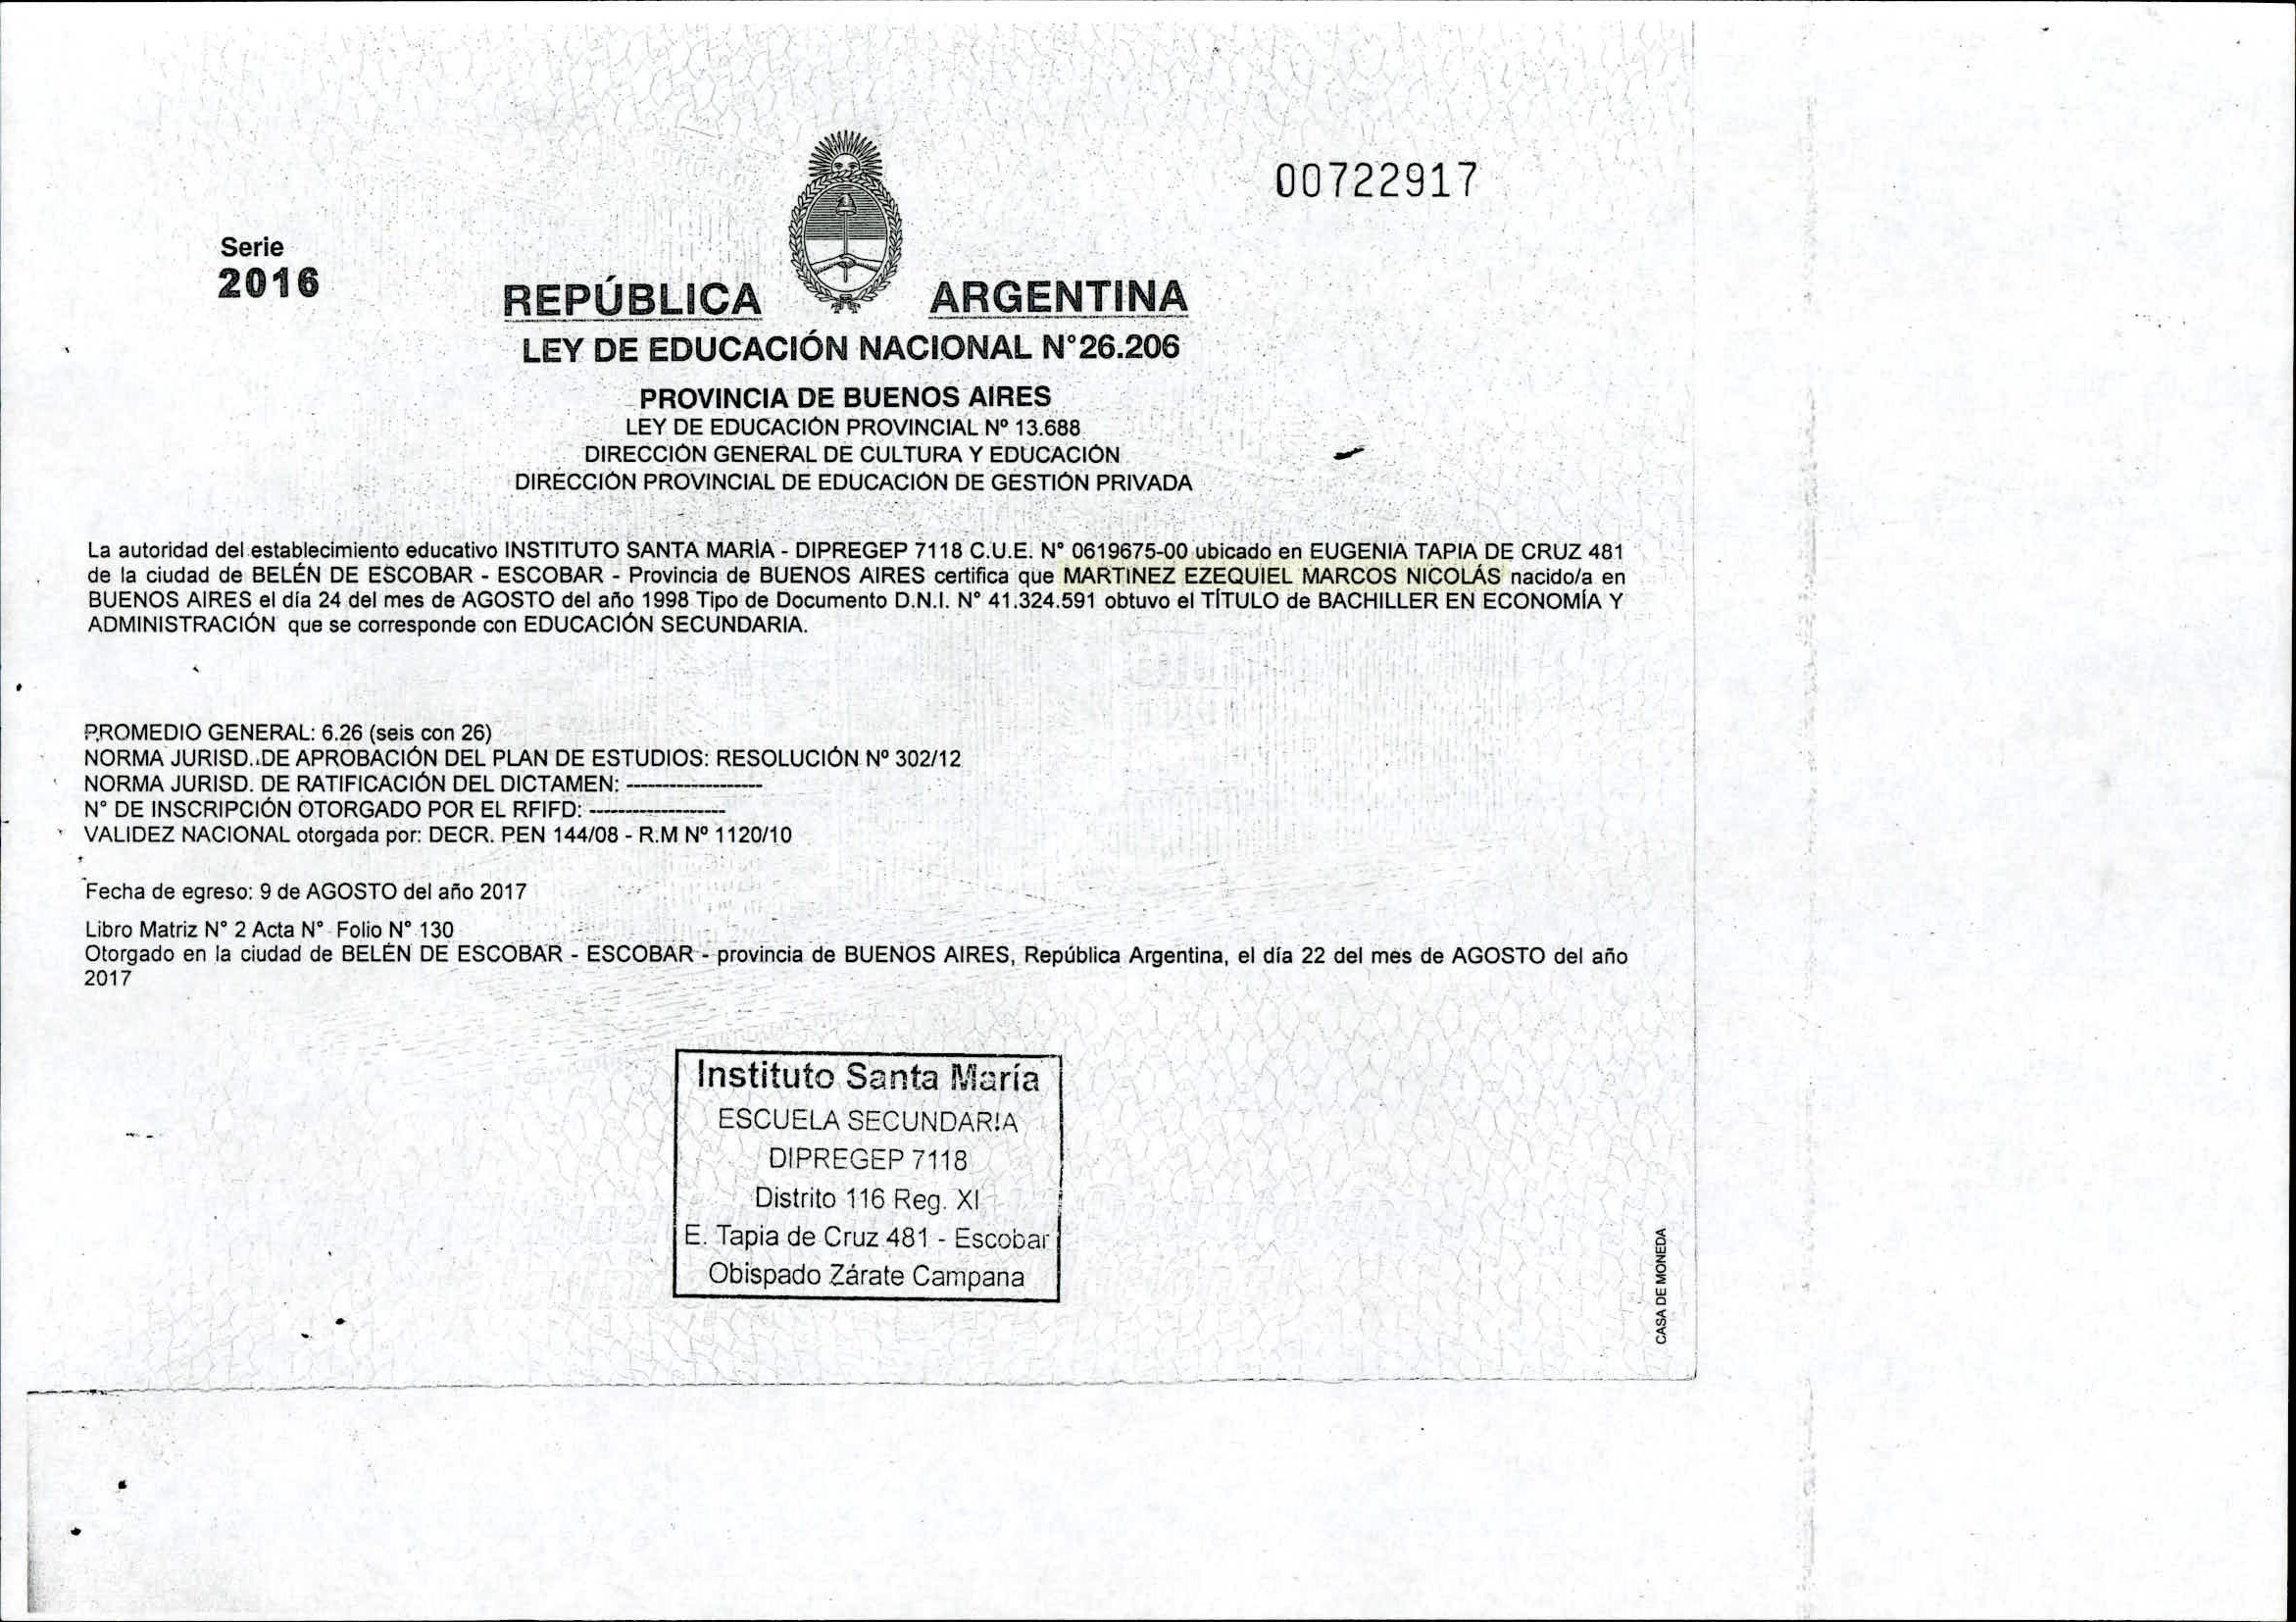 00722917
Serie
2016
REPÚBLICA ARGENTINA
LEY DE EDUCACIÓN NACIONAL N°26.206
PROVINCIA DE BUENOS AIRES
LEY DE EDUCACIÓN PROVINCIAL Nº 13.688
DIRECCIÓN GENERAL DE CULTURA Y EDUCACIÓN
DIRECCIÓN PROVINCIAL DE EDUCACIÓN DE GESTIÓN PRIVADA
La autoridad del establecimiento educativo INSTITUTO SANTA MARÍA - DIPREGEP 7118 C.U.E. N° 0619675-00 ubicado en EUGENIA TAPIA DE CRUZ 481
de la ciudad de BELÉN DE ESCOBAR - ESCOBAR - Provincia de BUENOS AIRES certifica que MARTINEZ EZEQUIEL MARCOS NICOLÁS nacido/a en
BUENOS AIRES el día 24 del mes de AGOSTO del año 1998 Tipo de Documento D.N.I. N° 41.324.591 obtuvo el TÍTULO de BACHILLER EN ECONOMÍA Y
ADMINISTRACIÓN que se corresponde con EDUCACIÓN SECUNDARIA.
PROMEDIO GENERAL: 6.26 (seis con 26)
NORMA JURISD. DE APROBACIÓN DEL PLAN DE ESTUDIOS: RESOLUCIÓN Nº 302/12
NORMA JURISD. DE RATIFICACIÓN DEL DICTAMEN: -------------------
N° DE INSCRIPCIÓN OTORGADO POR EL RFIFD: -------------------
VALIDEZ NACIONAL otorgada por: DECR. PEN 144/08 - R.M Nº 1120/10
Fecha de egreso: 9 de AGOSTO del año 2017
Libro Matriz N° 2 Acta N° Folio N° 130
Otorgado en la ciudad de BELÉN DE ESCOBAR - ESCOBAR - provincia de BUENOS AIRES, República Argentina, el día 22 del mes de AGOSTO del año
2017
Instituto Santa María
ESCUELA SECUNDARIA
DIPREGEP 7118
Distrito 116 Reg. XI
E. Tapia de Cruz 481 - Escobar
Obispado Zárate Campana
CASA DE MONEDA